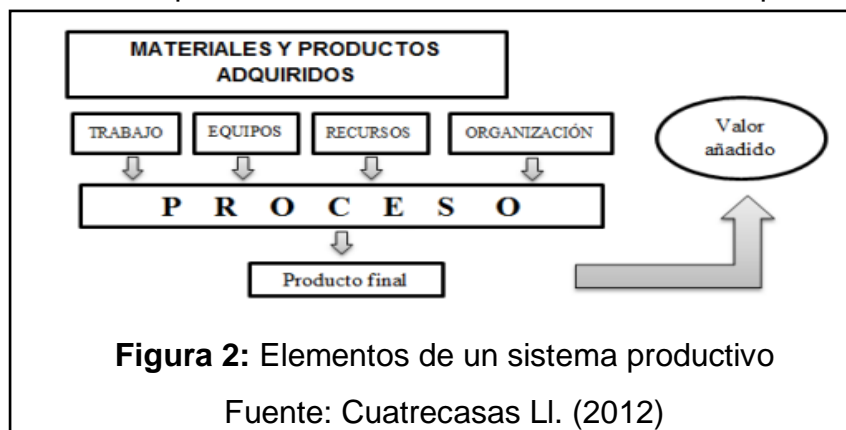 MATERIALES Y PRODUCTOS
ADQUIRIDOS
TRABAJO
EQUIPOS
RECURSOS
ORGANIZACIÓN
Valor
añadido
P R O C E S O
Producto final
Figura 2: Elementos de un sistema productivo
Fuente: Cuatrecasas Ll. (2012)